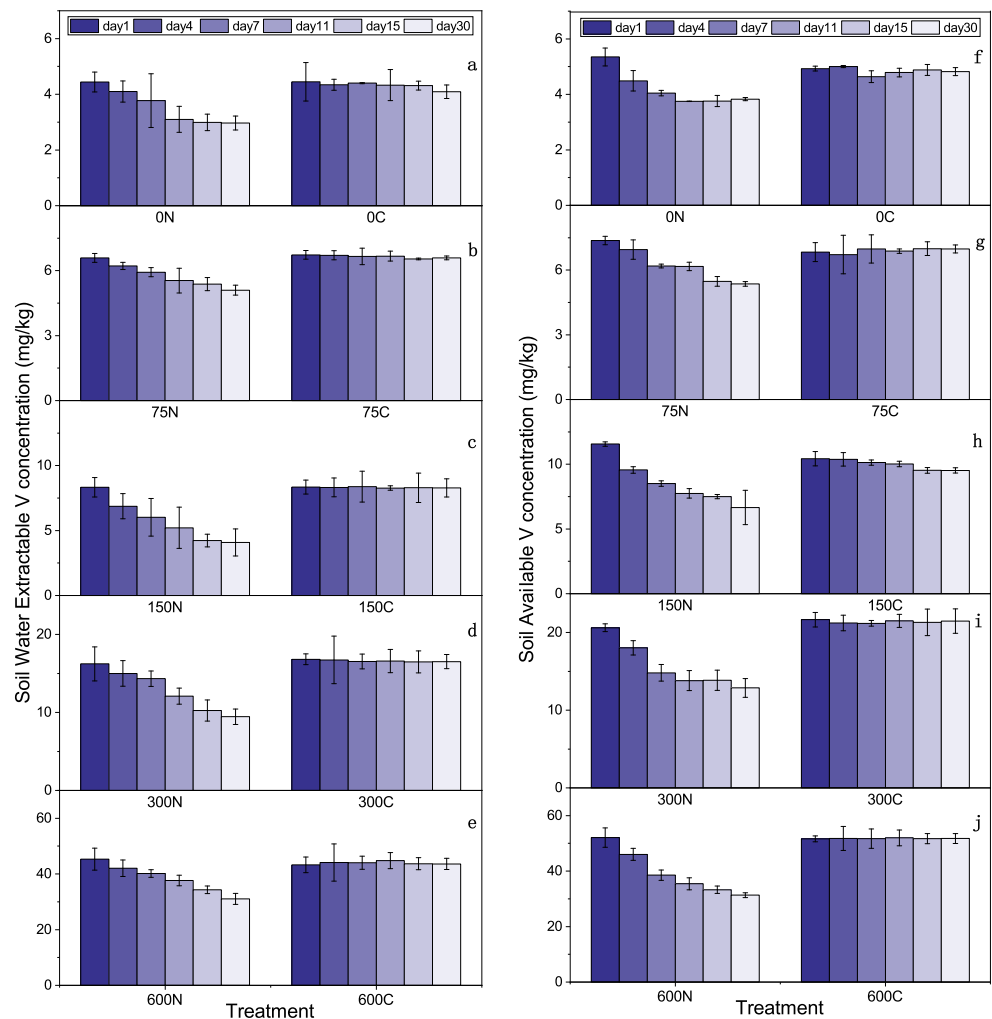 day1 day4 day7 day11 day15 day30
a
6
4
2
0
0N 0C
b
6
3
0
75N 75C
c
10
5
0
150N 150C
d
20
10
0
300N 300C
e
60
40
20
0
600N 600C
Treatment
Soil Water Extractable V concentration (mg/kg)
day1 day4 day7 day11 day15 day30
f
6
4
2
0
0N 0C
g
6
3
0
75N 75C
h
10
5
0
150N 150C
i
20
10
0
300N 300C
j
60
40
20
0
600N 600C
Treatment
Soil Available V concentration (mg/kg)